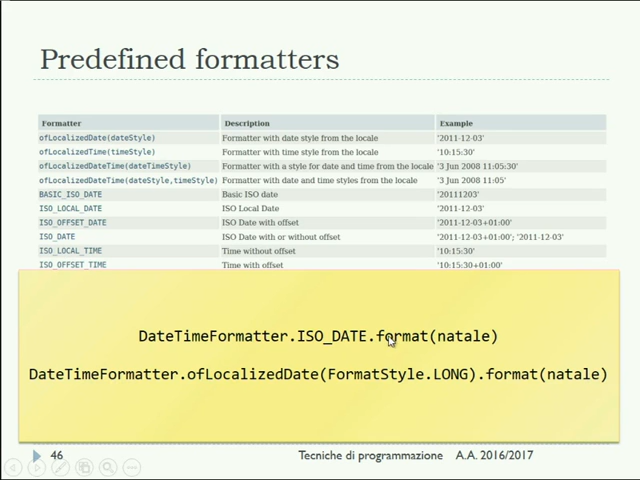 Predefined formatters
Formatter Description Example
ofLocalizedDate(dateStyle) Formatter with date style from the locale '2011-12-03'
ofLocalizedTime(timeStyle) Formatter with time style from the locale '10:15:30'
ofLocalizedDateTime(dateTimeStyle) Formatter with a style for date and time from the locale '3 Jun 2008 11:05:30'
ofLocalizedDateTime(dateStyle,timeStyle) Formatter with date and time styles from the locale '3 Jun 2008 11:05'
BASIC_ISO_DATE Basic ISO date '20111203'
ISO_LOCAL_DATE ISO Local Date '2011-12-03'
ISO_OFFSET_DATE ISO Date with offset '2011-12-03+01:00'
ISO_DATE ISO Date with or without offset '2011-12-03+01:00'; '2011-12-03'
ISO_LOCAL_TIME Time without offset '10:15:30'
ISO_OFFSET_TIME Time with offset '10:15:30+01:00'
DateTimeFormatter.ISO_DATE.format(natale)
DateTimeFormatter.ofLocalizedDate(FormatStyle.LONG).format(natale)
46 Tecniche di programmazione A.A. 2016/2017